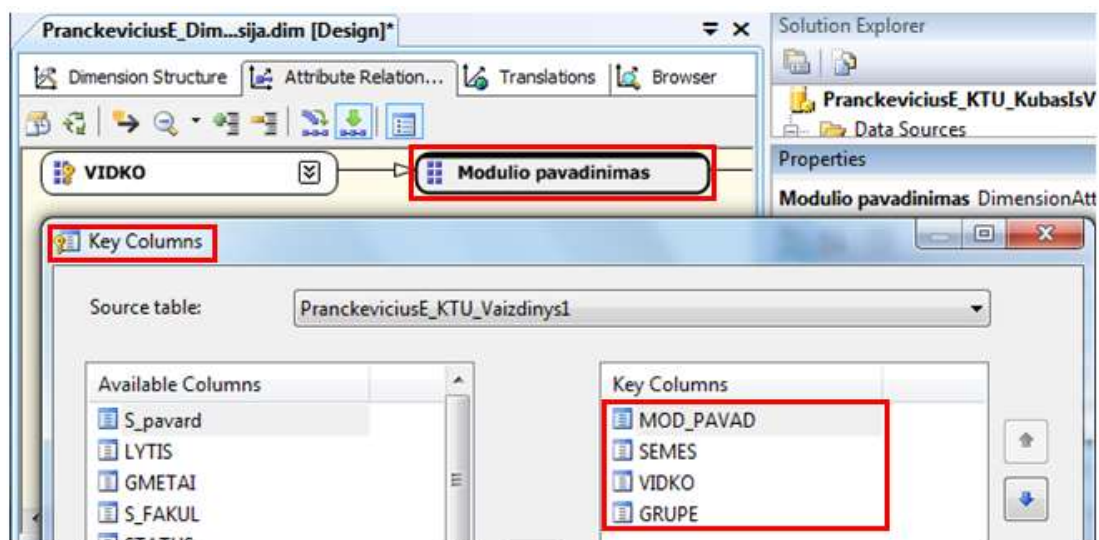 PranckeviciusE_Dim...sija.dim [Design]*
Solution Explorer
Dimension Structure
Attribute Relation...
Translations
Browser
PranckeviciusE_KTU_KubasIsV
Data Sources
Properties
VIDKO
Modulio pavadinimas
Modulio pavadinimas DimensionAtt
Key Columns
Source table:
PranckeviciusE_KTU_Vaizdinys1
Available Columns
Key Columns
S_pavard
MOD_PAVAD
LYTIS
SEMES
GMETAI
VIDKO
S_FAKUL
GRUPE